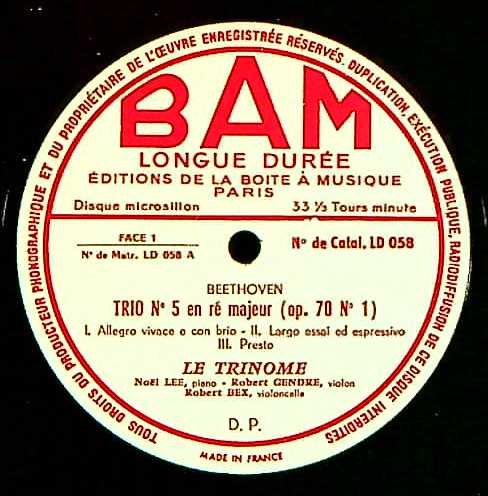 TOUS DROITS DU PRODUCTEUR PHONOGRAPHIQUE ET DU PROPRIÉTAIRE DE L'ŒUVRE ENREGISTRÉE RÉSERVÉS. DUPLICATION, EXÉCUTION PUBLIQUE, RADIODIFFUSION DE CE DISQUE INTERDITES
BAM
LONGUE DURÉE
ÉDITIONS DE LA BOITE À MUSIQUE
PARIS
Disque microsillon 33 ⅓ Tours minute
FACE 1
Nº de Matr. LD 058 A
Nº de Catal. LD 058
BEETHOVEN
TRIO Nº 5 en ré majeur (op. 70 Nº 1)
I. Allegro vivace e con brio - II. Largo assai ed espressivo
III. Presto
LE TRINOME
Noël LEE, piano - Robert GENDRE, violon
Robert BEX, violoncelle
D. P.
MADE IN FRANCE